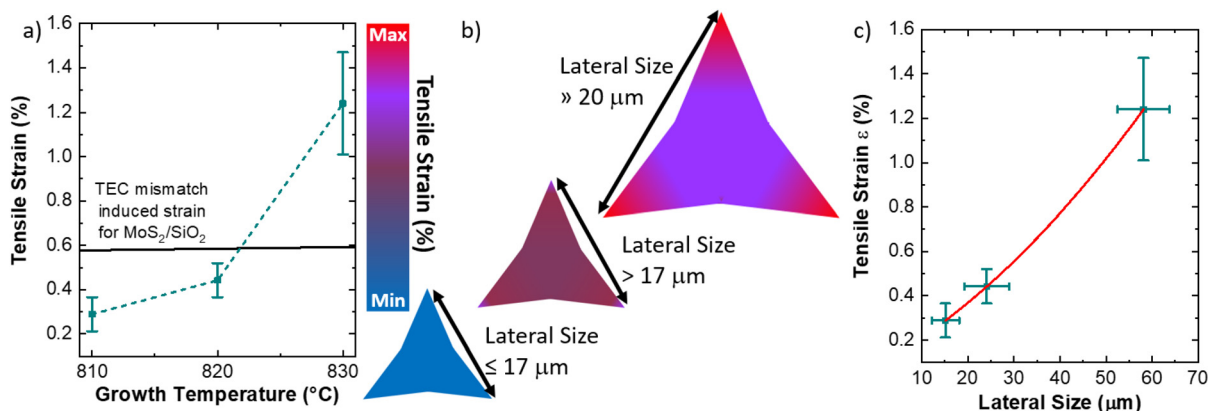 a)
Tensile Strain (%)
1.6
1.4
1.2
1.0
0.8
0.6
0.4
0.2
TEC mismatch
induced strain
for MoS₂/SiO₂
810
820
830
Growth Temperature (°C)
Max
Tensile Strain (%)
Min
b)
Lateral Size
» 20 μm
Lateral Size
> 17 μm
Lateral Size
≤ 17 μm
c)
Tensile Strain ε (%)
1.6
1.4
1.2
1.0
0.8
0.6
0.4
0.2
10
20
30
40
50
60
70
Lateral Size (μm)